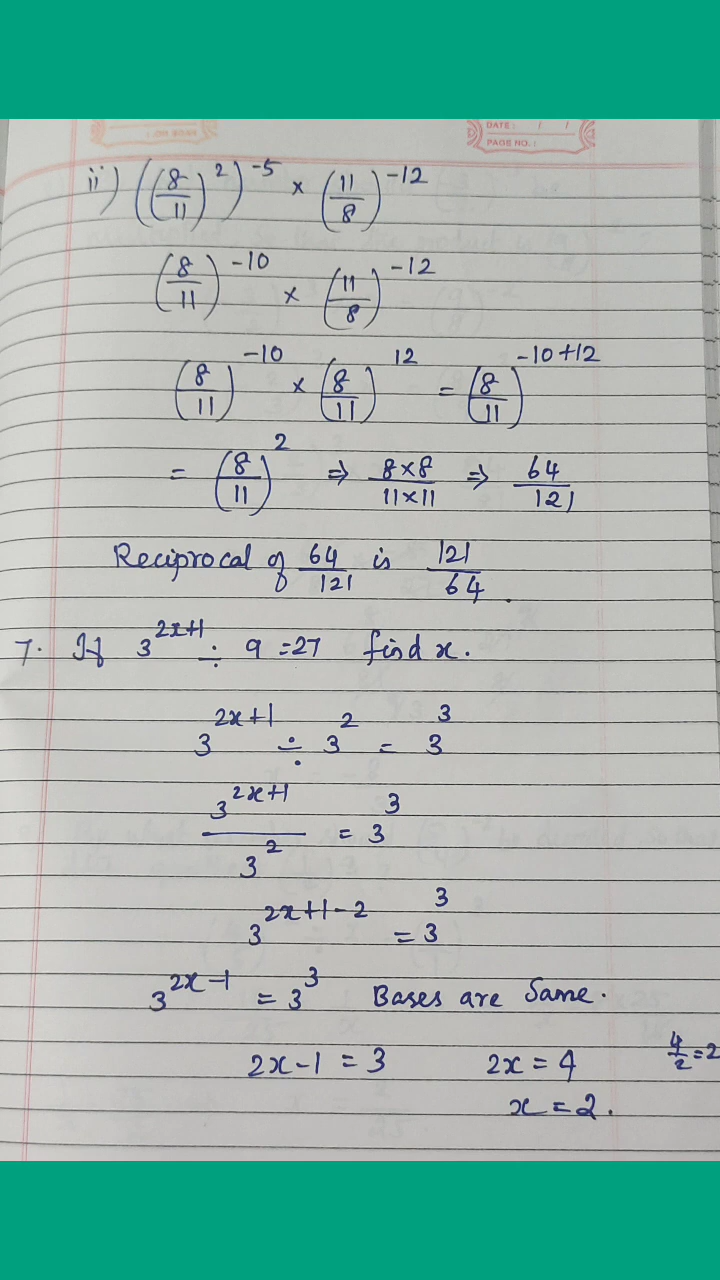 DATE: / /
PAGE NO.:
ii) ((8/11)^2)^-5 × (11/8)^-12
(8/11)^-10 × (11/8)^-12
(8/11)^-10 × (8/11)^12 = (8/11)^-10+12
= (8/11)^2 ⇒ 8×8/11×11 ⇒ 64/121
Reciprocal of 64/121 is 121/64.
7. If 3^2x+1 ÷ 9 = 27 find x.
3^2x+1 ÷ 3^2 = 3^3
3^2x+1/3^2 = 3^3
3^2x+1-2 = 3^3
3^2x-1 = 3^3 Bases are Same.
2x-1 = 3 2x = 4 4/2=2
x = 2.